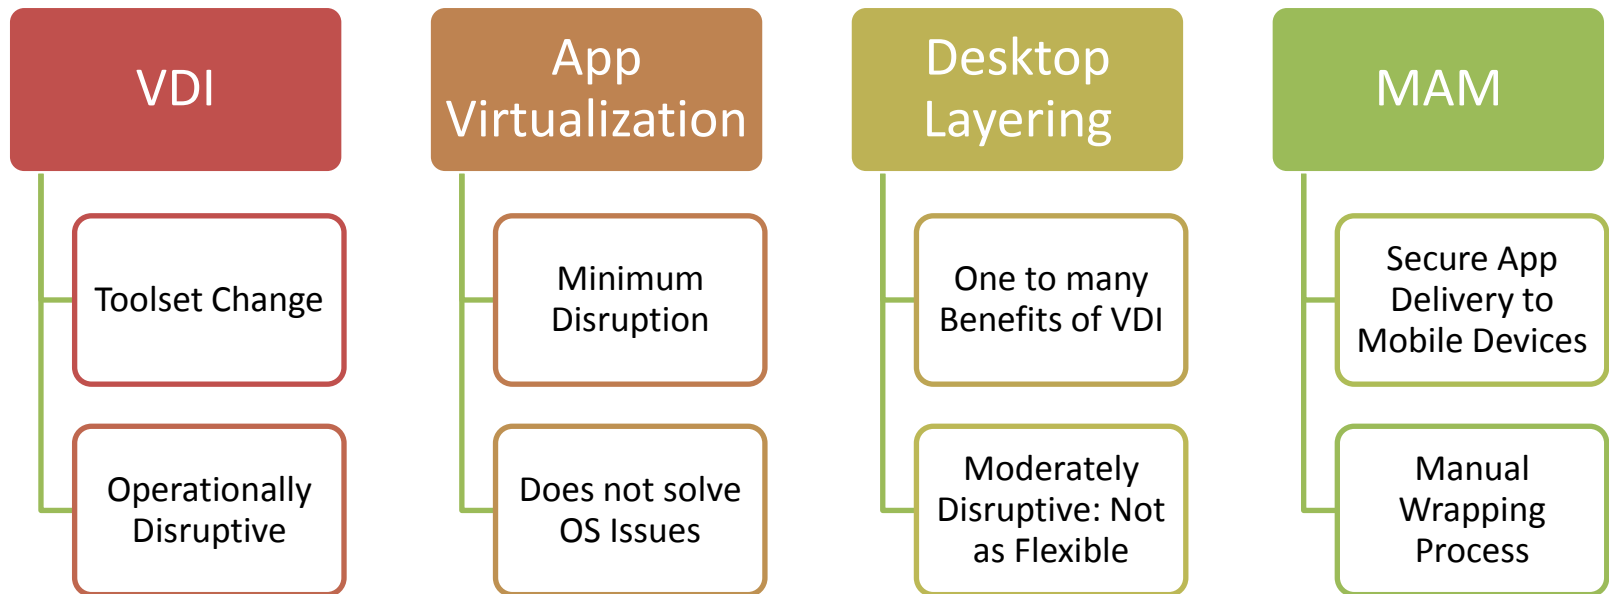 VDI
Toolset Change
Operationally
Disruptive
App
Virtualization
Minimum
Disruption
Does not solve
OS Issues
Desktop
Layering
One to many
Benefits of VDI
Moderately
Disruptive: Not
as Flexible
MAM
Secure App
Delivery to
Mobile Devices
Manual
Wrapping
Process